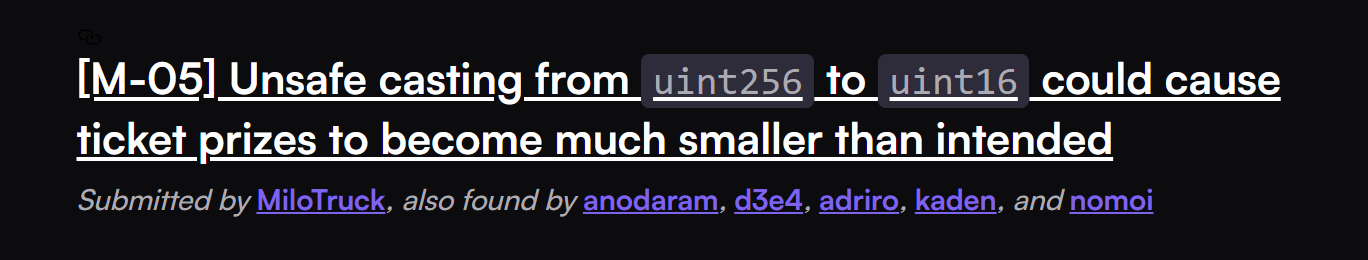 [M-05] Unsafe casting from uint256 to uint16 could cause
ticket prizes to become much smaller than intended
Submitted by MiloTruck, also found by anodaram, d3e4, adriro, kaden, and nomoi